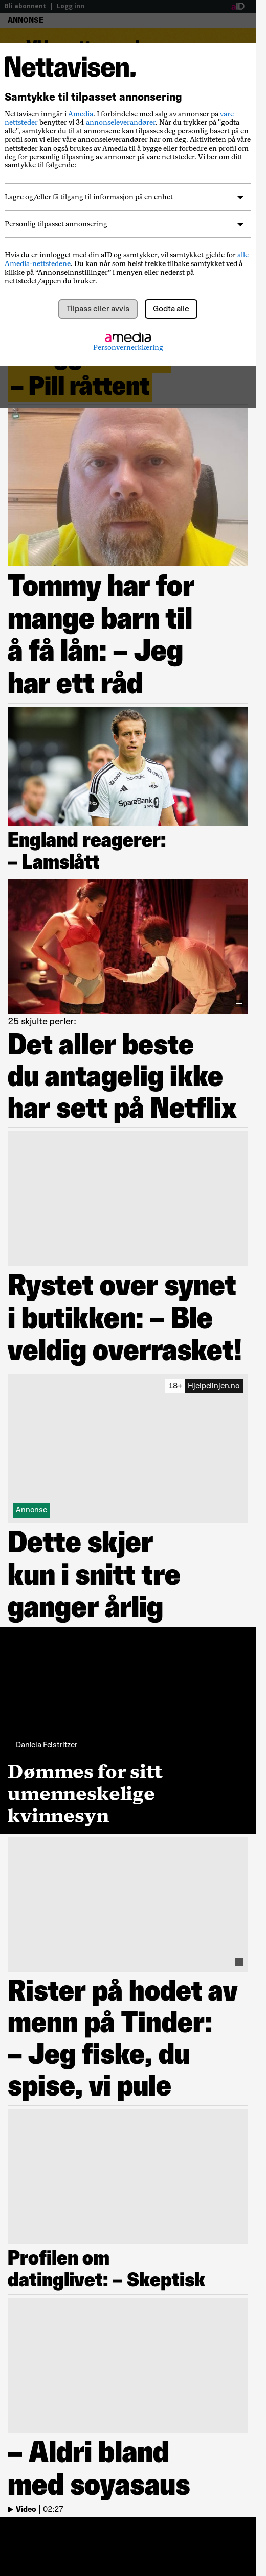 Bli abonnent | Logg inn
aID
ANNONSE
Nettavisen.
Samtykke til tilpasset annonsering
Nettavisen inngår i Amedia. I forbindelse med salg av annonser på våre
nettsteder benytter vi 34 annonseleverandører. Når du trykker på "godta
alle", samtykker du til at annonsene kan tilpasses deg personlig basert på en
profil som vi eller våre annonseleverandører har om deg. Aktiviteten på våre
nettsteder kan også brukes av Amedia til å bygge eller forbedre en profil om
deg for personlig tilpasning av annonser på våre nettsteder. Vi ber om ditt
samtykke til følgende:
Lagre og/eller få tilgang til informasjon på en enhet
Personlig tilpasset annonsering
Hvis du er innlogget med din aID og samtykker, vil samtykket gjelde for alle
Amedia-nettstedene. Du kan når som helst trekke tilbake samtykket ved å
klikke på “Annonseinnstillinger” i menyen eller nederst på
nettstedet/appen du bruker.
Tilpass eller avvis
Godta alle
amedia
Personvernerklæring
– Pill råttent
Tommy har for
mange barn til
å få lån: – Jeg
har ett råd
SpareBank
England reagerer:
– Lamslått
25 skjulte perler:
Det aller beste
du antagelig ikke
har sett på Netflix
Rystet over synet
i butikken: – Ble
veldig overrasket!
18+ Hjelpelinjen.no
Annonse
Dette skjer
kun i snitt tre
ganger årlig
Daniela Feistritzer
Dømmes for sitt
umenneskelige
kvinnesyn
Rister på hodet av
menn på Tinder:
– Jeg fiske, du
spise, vi pule
Profilen om
datinglivet: – Skeptisk
– Aldri bland
med soyasaus
Video | 02:27